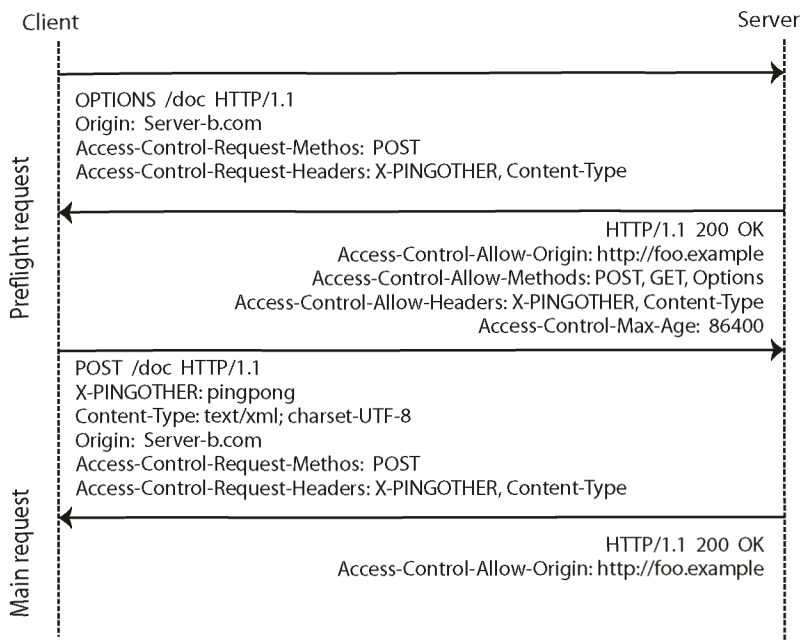 Client
Server
OPTIONS /doc HTTP/1.1
Origin: Server-b.com
Access-Control-Request-Methos: POST
Access-Control-Request-Headers: X-PINGOTHER, Content-Type
Preflight request
HTTP/1.1 200 OK
Access-Control-Allow-Origin: http://foo.example
Access-Control-Allow-Methods: POST, GET, Options
Access-Control-Allow-Headers: X-PINGOTHER, Content-Type
Access-Control-Max-Age: 86400
POST /doc HTTP/1.1
X-PINGOTHER: pingpong
Content-Type: text/xml; charset-UTF-8
Origin: Server-b.com
Access-Control-Request-Methos: POST
Access-Control-Request-Headers: X-PINGOTHER, Content-Type
Main request
HTTP/1.1 200 OK
Access-Control-Allow-Origin: http://foo.example